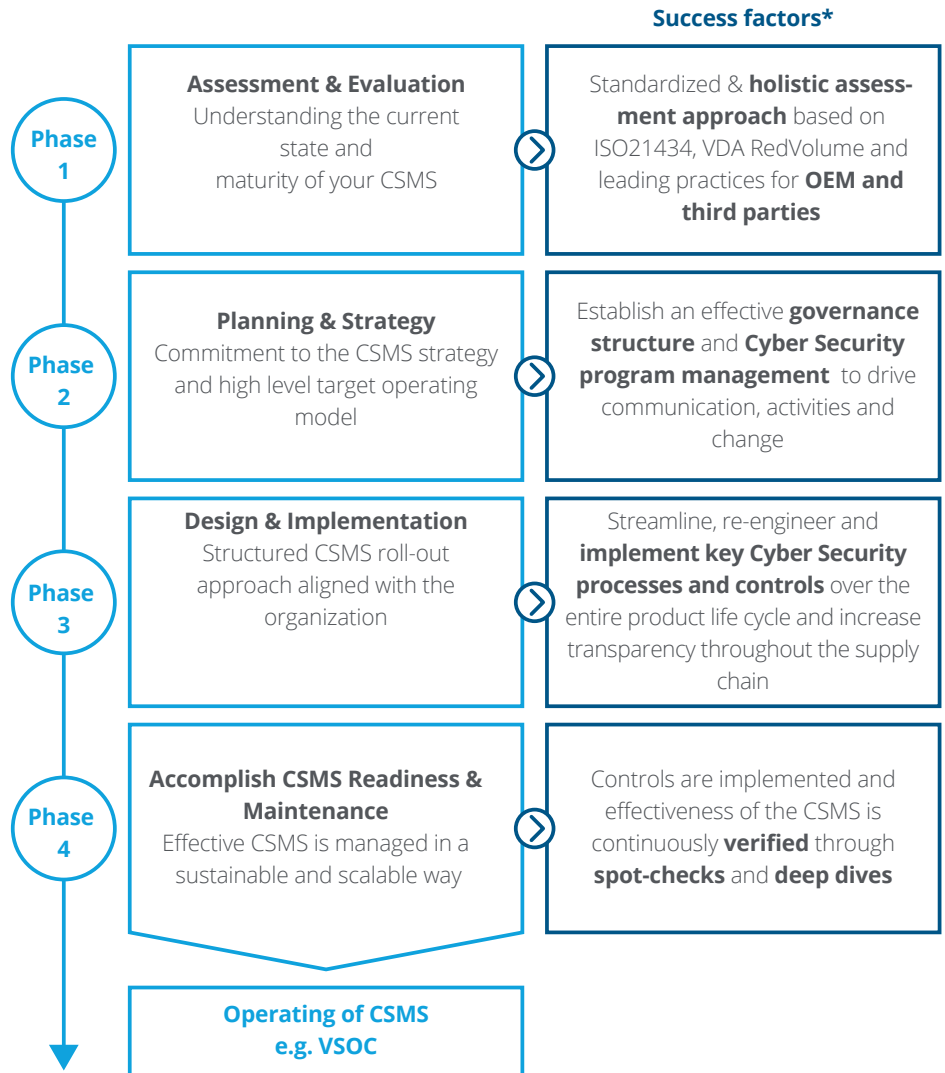 Success factors*
Phase
1
Assessment & Evaluation
Understanding the current
state and
maturity of your CSMS
Standardized & holistic assess-
ment approach based on
ISO21434, VDA RedVolume and
leading practices for OEM and
third parties
Phase
2
Planning & Strategy
Commitment to the CSMS strategy
and high level target operating
model
Establish an effective governance
structure and Cyber Security
program management to drive
communication, activities and
change
Phase
3
Design & Implementation
Structured CSMS roll-out
approach aligned with the
organization
Streamline, re-engineer and
implement key Cyber Security
processes and controls over the
entire product life cycle and increase
transparency throughout the supply
chain
Phase
4
Accomplish CSMS Readiness &
Maintenance
Effective CSMS is managed in a
sustainable and scalable way
Controls are implemented and
effectiveness of the CSMS is
continuously verified through
spot-checks and deep dives
Operating of CSMS
e.g. VSOC